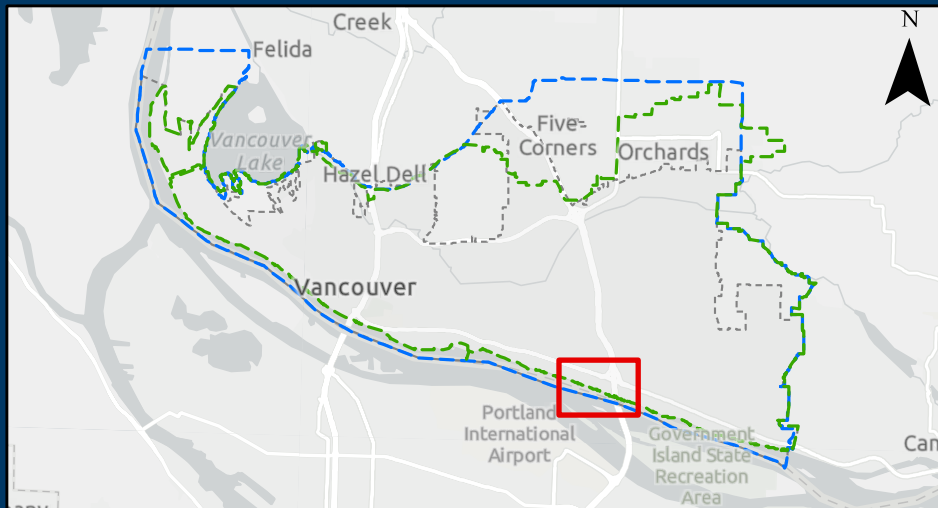 Creek
N
Felida
Vancouver
Lake
Five-
Corners
Orchards
Hazel Dell
Vancouver
Portland
International
Airport
Government
Island State
Recreation
Area
Cam